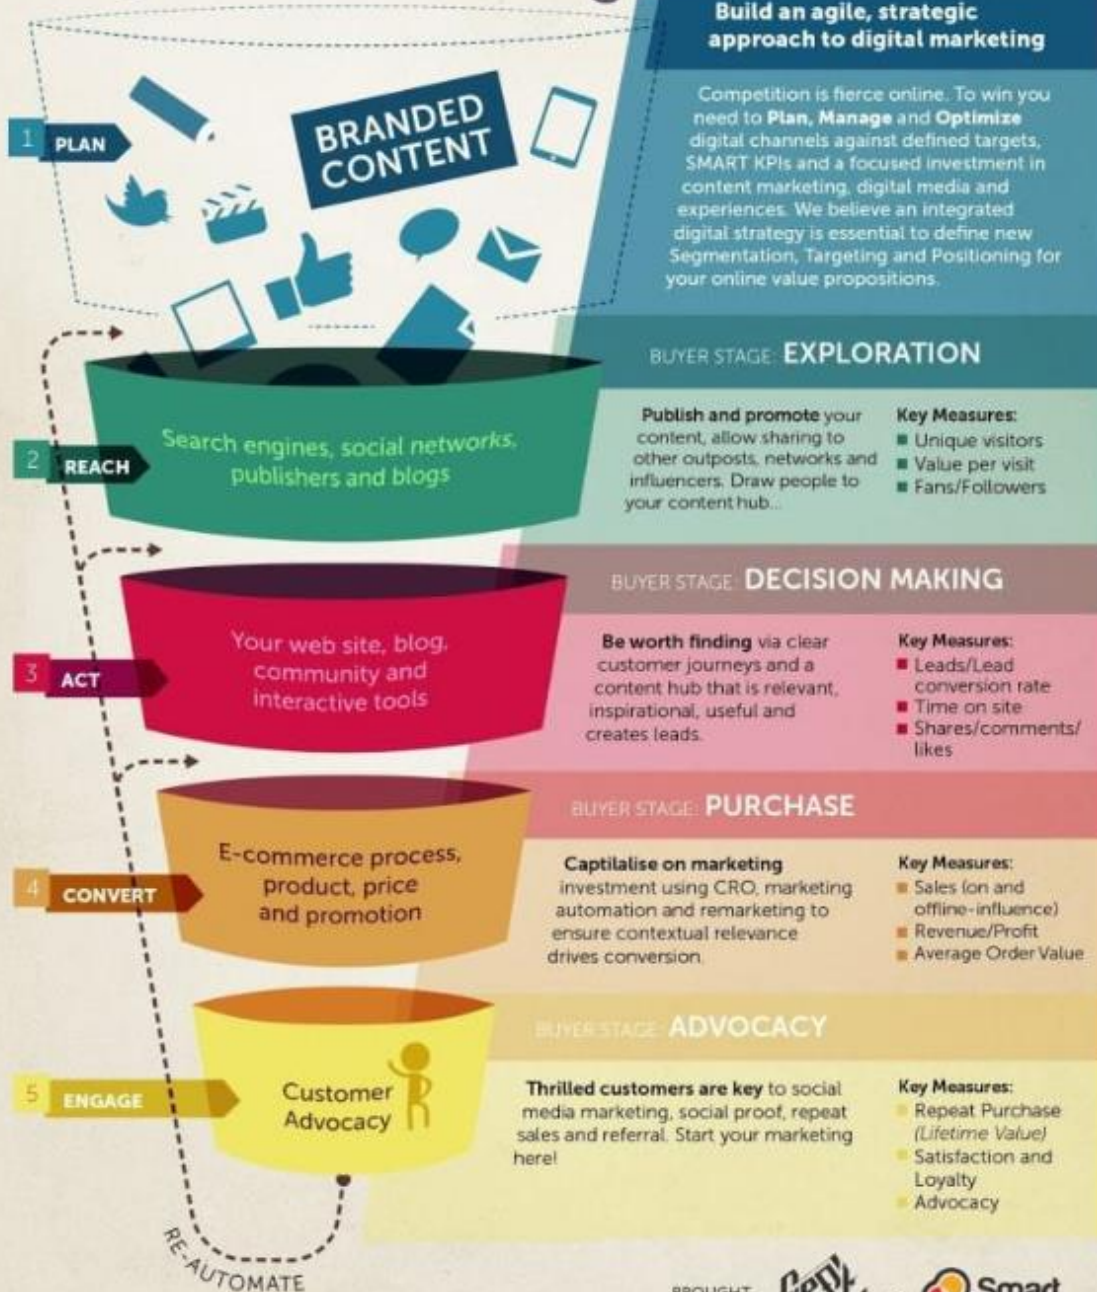 Build an agile, strategic
approach to digital marketing
1 PLAN
BRANDED
CONTENT
Competition is fierce online. To win you
need to Plan, Manage and Optimize
digital channels against defined targets,
SMART KPIs and a focused investment in
content marketing, digital media and
experiences. We believe an integrated
digital strategy is essential to define new
Segmentation, Targeting and Positioning for
your online value propositions.
BUYER STAGE: EXPLORATION
2 REACH
Search engines, social networks,
publishers and blogs
Publish and promote your
content, allow sharing to
other outposts, networks and
influencers. Draw people to
your content hub...
Key Measures:
Unique visitors
Value per visit
Fans/Followers
BUYER STAGE: DECISION MAKING
3 ACT
Your web site, blog,
community and
interactive tools
Be worth finding via clear
customer journeys and a
content hub that is relevant,
inspirational, useful and
creates leads.
Key Measures:
Leads/Lead
conversion rate
Time on site
Shares/comments/
likes
BUYER STAGE: PURCHASE
4 CONVERT
E-commerce process,
product, price
and promotion
Captilalise on marketing
investment using CRO, marketing
automation and remarketing to
ensure contextual relevance
drives conversion.
Key Measures:
Sales (on and
offline-influence)
Revenue/Profit
Average Order Value
BUYER STAGE: ADVOCACY
5 ENGAGE
Customer
Advocacy
Thrilled customers are key to social
media marketing, social proof, repeat
sales and referral. Start your marketing
here!
Key Measures:
Repeat Purchase
(Lifetime Value)
Satisfaction and
Loyalty
Advocacy
RE-AUTOMATE
BROUGHT
Smart